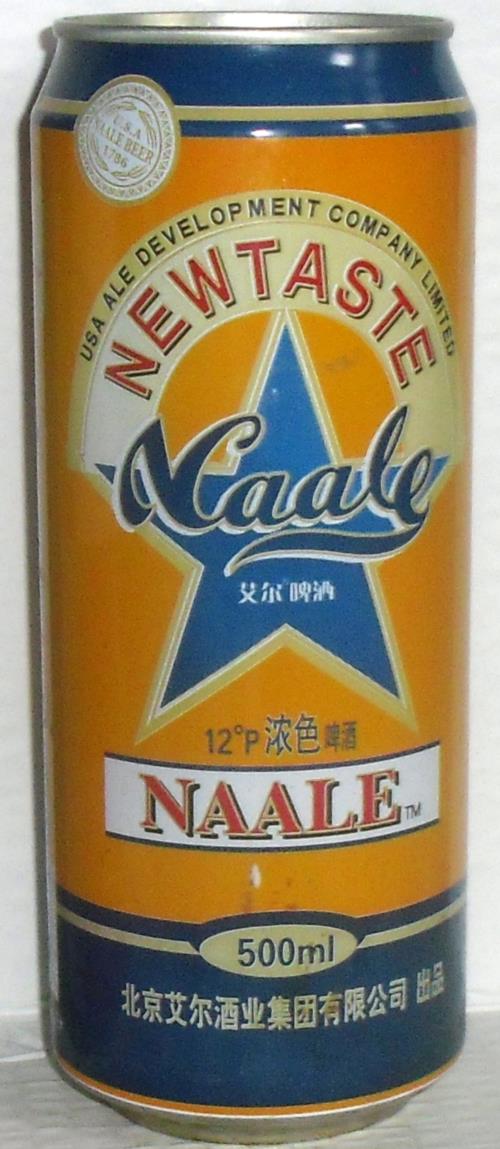 U.S.A
NAALE BEER
1786
USA ALE DEVELOPMENT COMPANY LIMITED
NEWTASTE
Naale
艾尔®啤酒
12°P浓色啤酒
NAALE™
500ml
北京艾尔酒业集团有限公司 出品